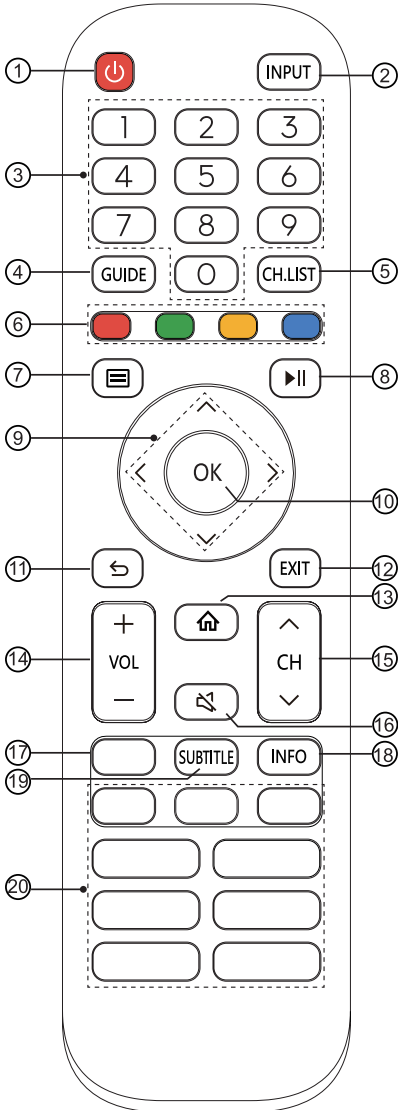 ① INPUT ②
1 2 3
③ 4 5 6
7 8 9
④ GUIDE 0 CH.LIST ⑤
⑥
⑦ ⑧
⑨
OK
⑩
⑪ EXIT ⑫
⑬
+
⑭ VOL CH ⑮
−
⑯
⑰ SUBTITLE INFO ⑱
⑲
⑳